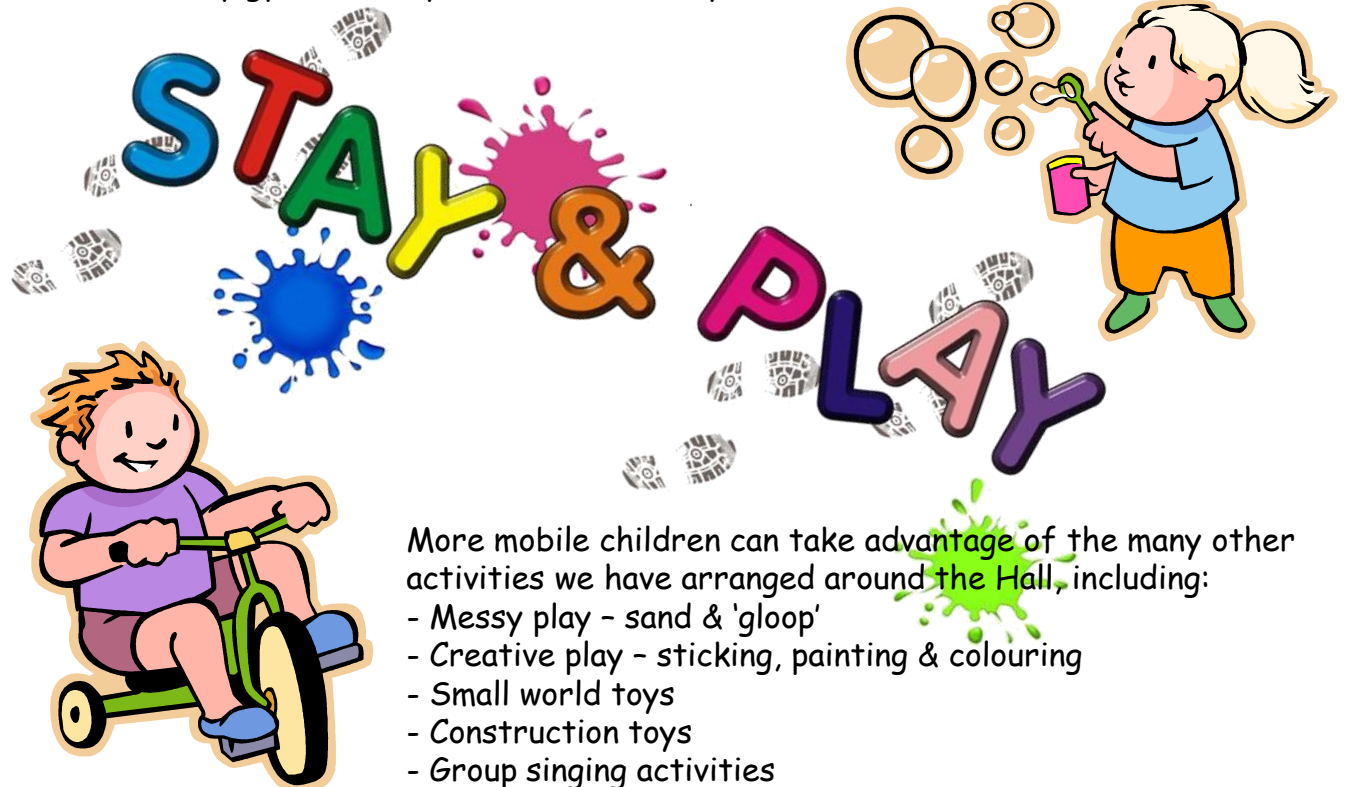 STAY & PLAY
More mobile children can take advantage of the many other
activities we have arranged around the Hall, including:
- Messy play – sand & ‘gloop’
- Creative play – sticking, painting & colouring
- Small world toys
- Construction toys
- Group singing activities